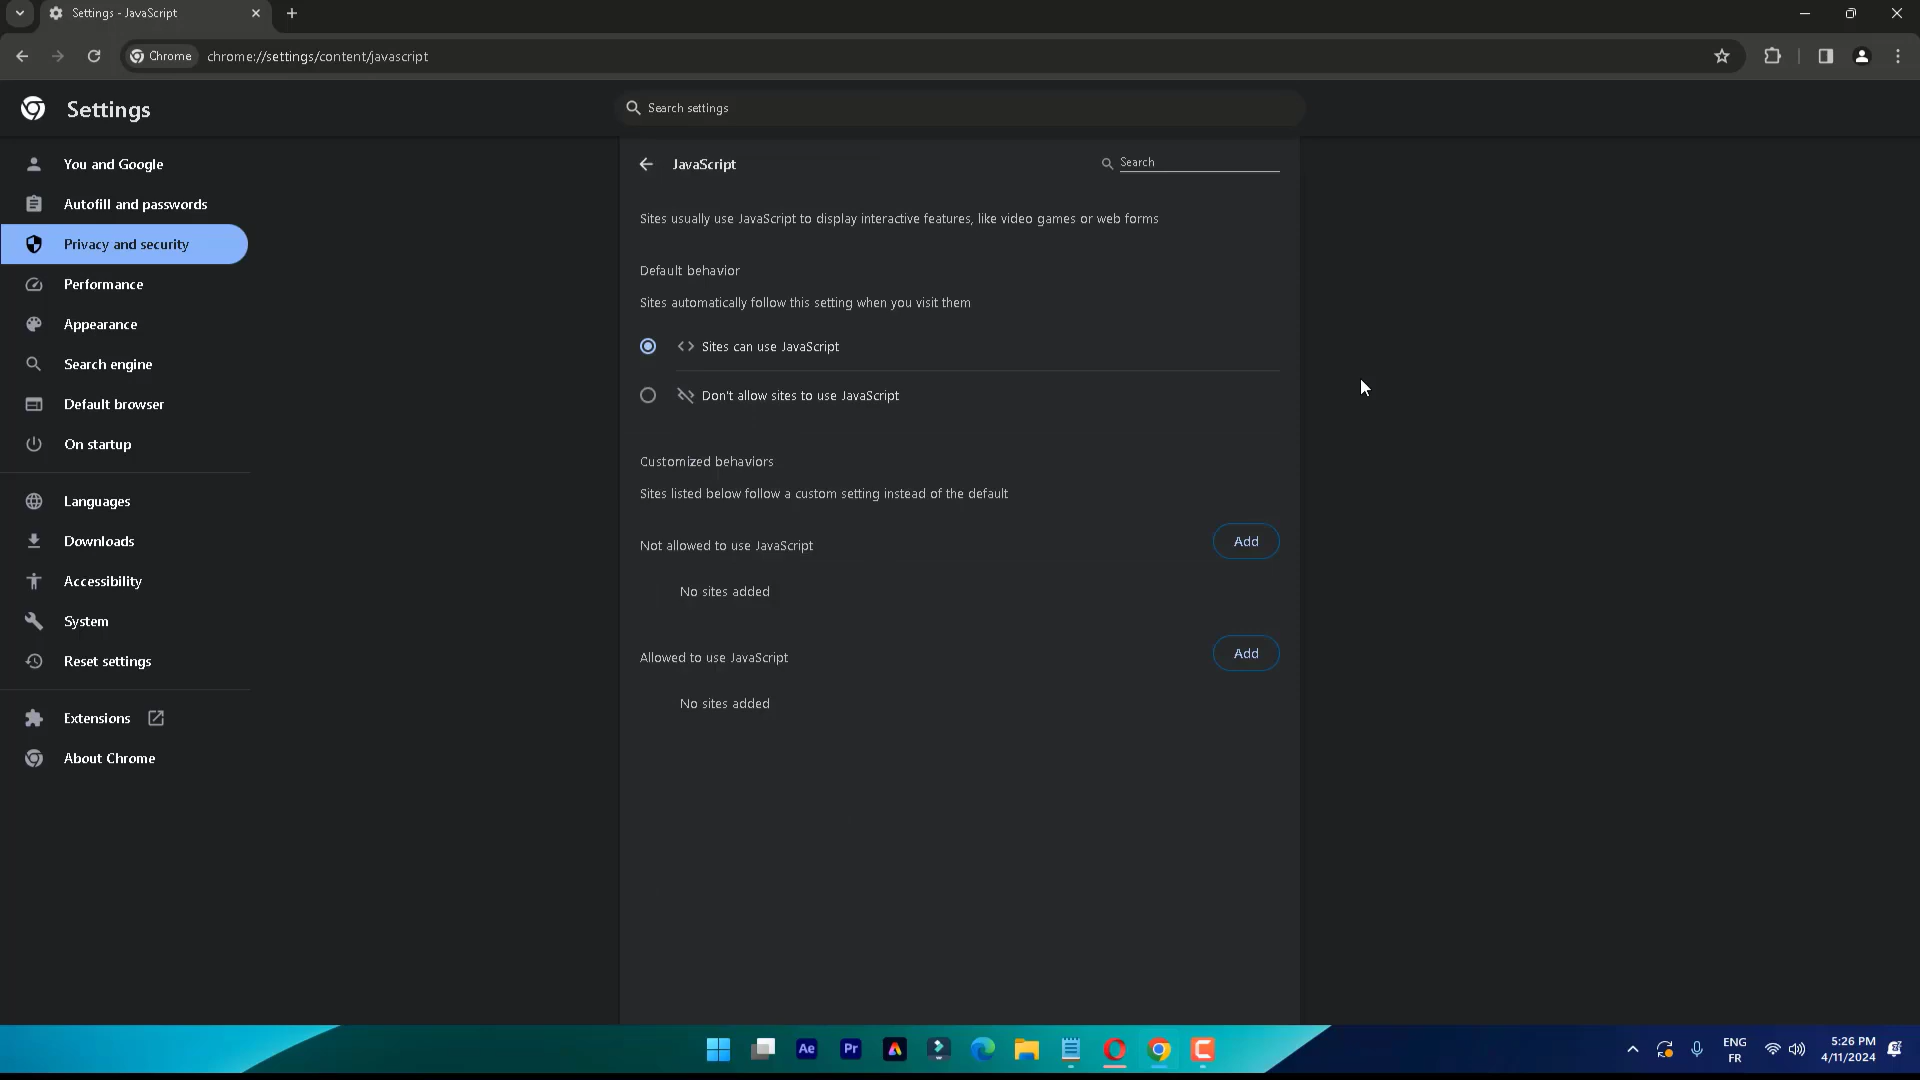 Settings - JavaScript
Chrome
chrome://settings/content/javascript
Settings
Search settings
You and Google
Autofill and passwords
Privacy and security
Performance
Appearance
Search engine
Default browser
On startup
Languages
Downloads
Accessibility
System
Reset settings
Extensions
About Chrome
JavaScript
Search
Sites usually use JavaScript to display interactive features, like video games or web forms
Default behavior
Sites automatically follow this setting when you visit them
Sites can use JavaScript
Don't allow sites to use JavaScript
Customized behaviors
Sites listed below follow a custom setting instead of the default
Not allowed to use JavaScript
Add
No sites added
Allowed to use JavaScript
Add
No sites added
Ae
Pr
ENG
FR
5:26 PM
4/11/2024